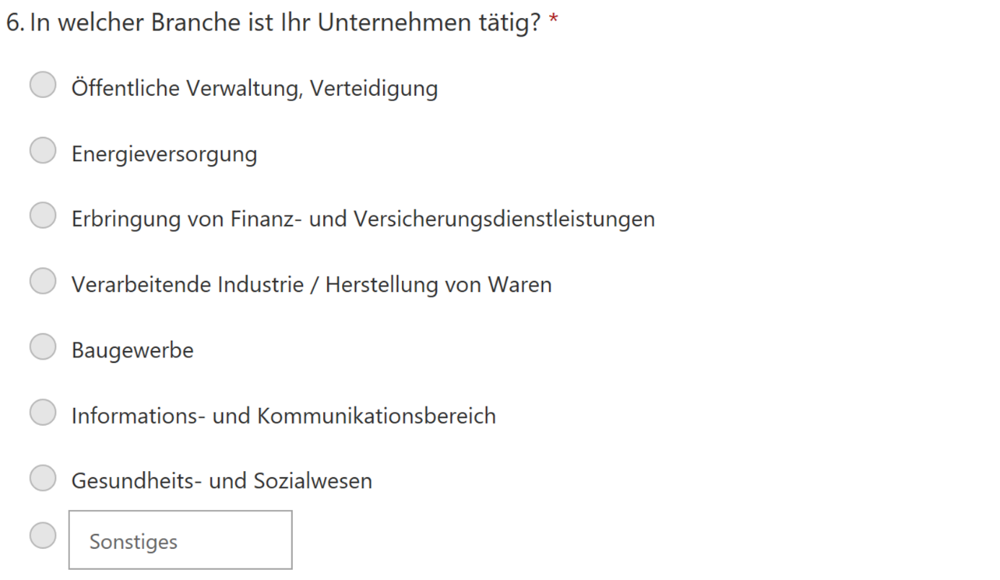 6. In welcher Branche ist Ihr Unternehmen tätig? *
Öffentliche Verwaltung, Verteidigung
Energieversorgung
Erbringung von Finanz- und Versicherungsdienstleistungen
Verarbeitende Industrie / Herstellung von Waren
Baugewerbe
Informations- und Kommunikationsbereich
Gesundheits- und Sozialwesen
Sonstiges